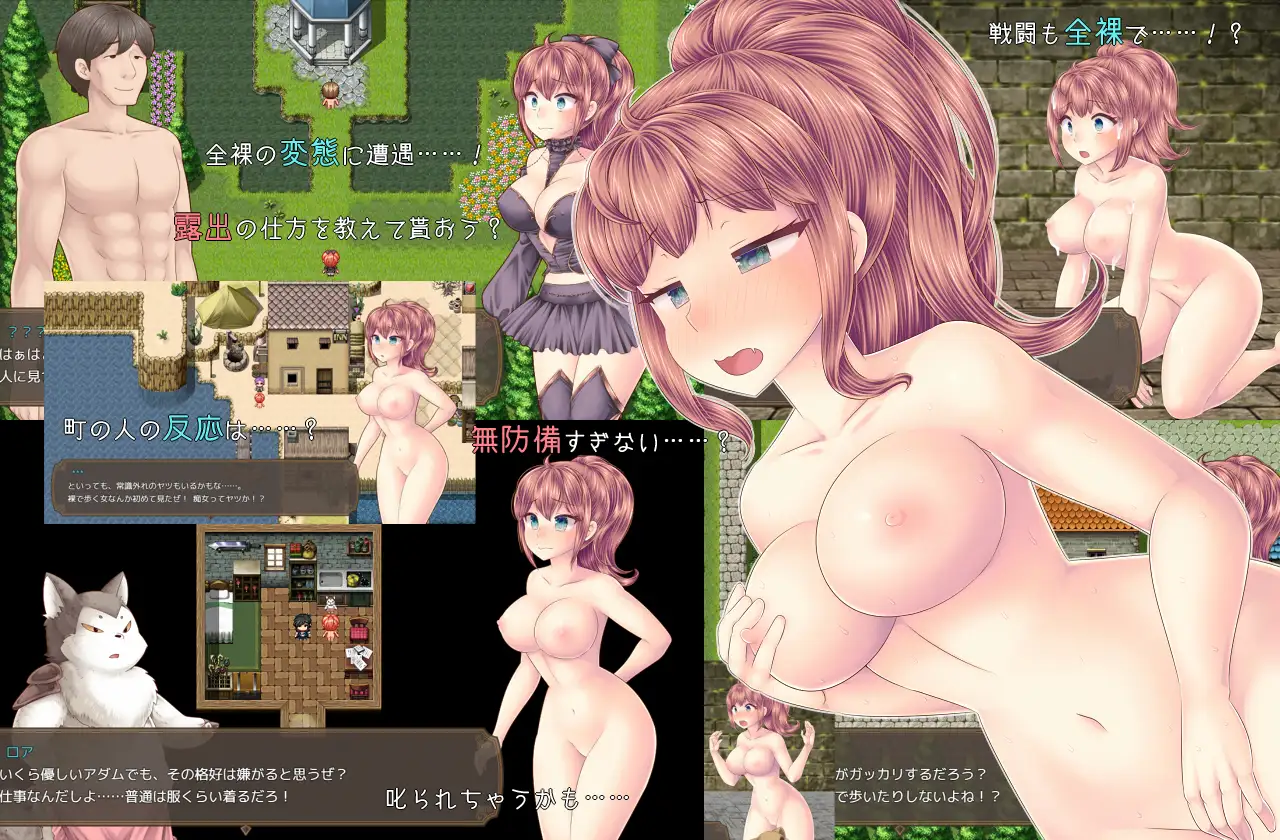 戦闘も全裸で……！？
全裸の変態に遭遇……！
露出の仕方を教えて貰おう？
？？？
はぁは
人に見
町の人の反応は……？
…
といっても、常識外れのヤツもいるかもな……。
裸で歩く女なんか初めて見たぜ！ 痴女ってヤツか！？
INN
無防備すぎない……？
ロア
いくら優しいアダムでも、その格好は嫌がると思うぜ？
仕事なんだしよ……普通は服くらい着るだろ！
叱られちゃうかも……
がガッカリするだろう？
で歩いたりしないよね！？